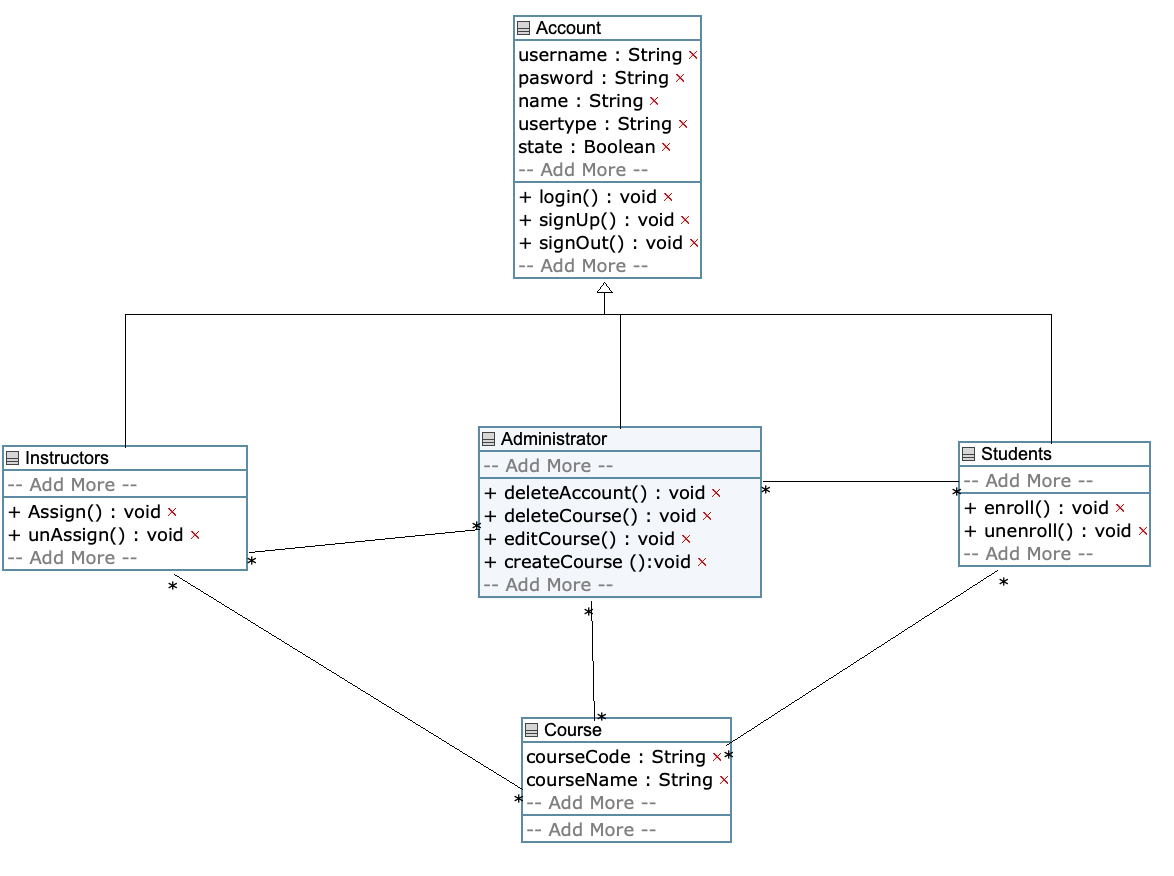 Account
username : String ×
pasword : String ×
name : String ×
usertype : String ×
state : Boolean ×
-- Add More --
+ login() : void ×
+ signUp() : void ×
+ signOut() : void ×
-- Add More --
Instructors
-- Add More --
+ Assign() : void ×
+ unAssign() : void ×
-- Add More --
*
*
Administrator
-- Add More --
+ deleteAccount() : void ×
+ deleteCourse() : void ×
+ editCourse() : void ×
+ createCourse ():void ×
-- Add More --
*
*
*
Students
-- Add More --
+ enroll() : void ×
+ unenroll() : void ×
-- Add More --
*
*
Course
courseCode : String ×
courseName : String ×
-- Add More --
-- Add More --
*
*
*